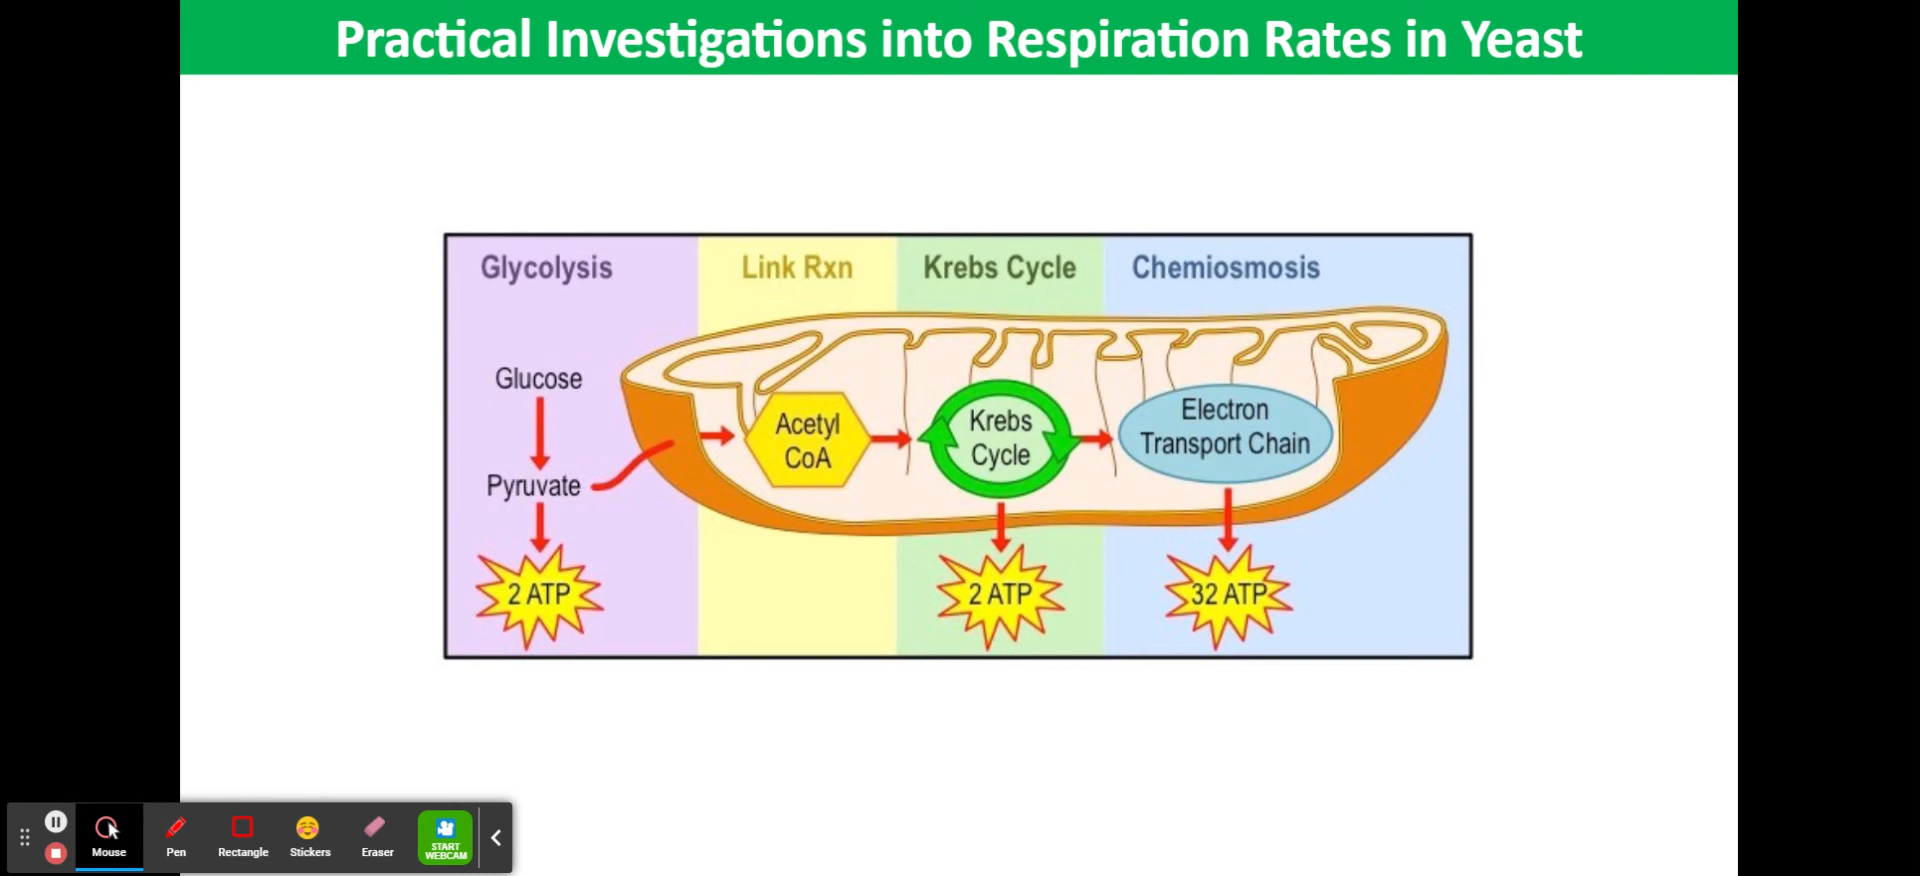 Practical Investigations into Respiration Rates in Yeast
Glycolysis
Link Rxn
Krebs Cycle
Chemiosmosis
Glucose
Pyruvate
Acetyl
CoA
Krebs
Cycle
Electron
Transport Chain
2 ATP
2 ATP
32 ATP
Mouse
Pen
Rectangle
Stickers
Eraser
START
WEBCAM